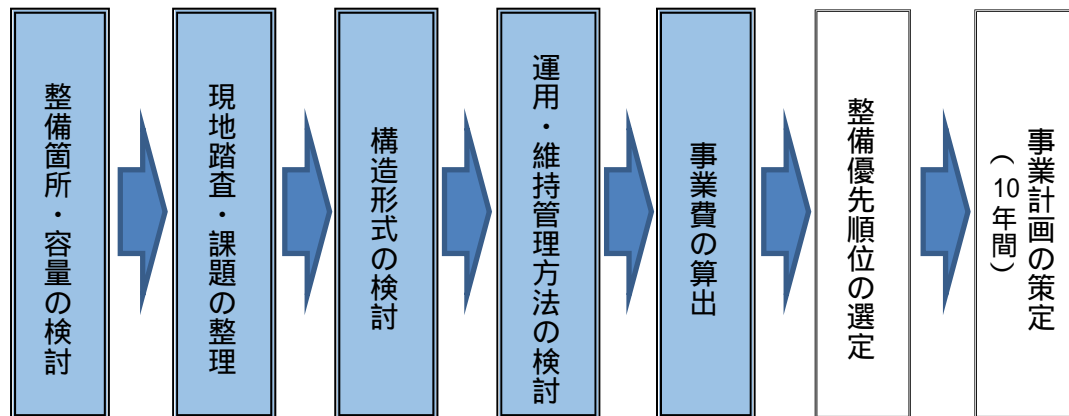 整備箇所・容量の検討
現地踏査・課題の整理
構造形式の検討
運用・維持管理方法の検討
事業費の算出
整備優先順位の選定
事業計画の策定
(10年間)